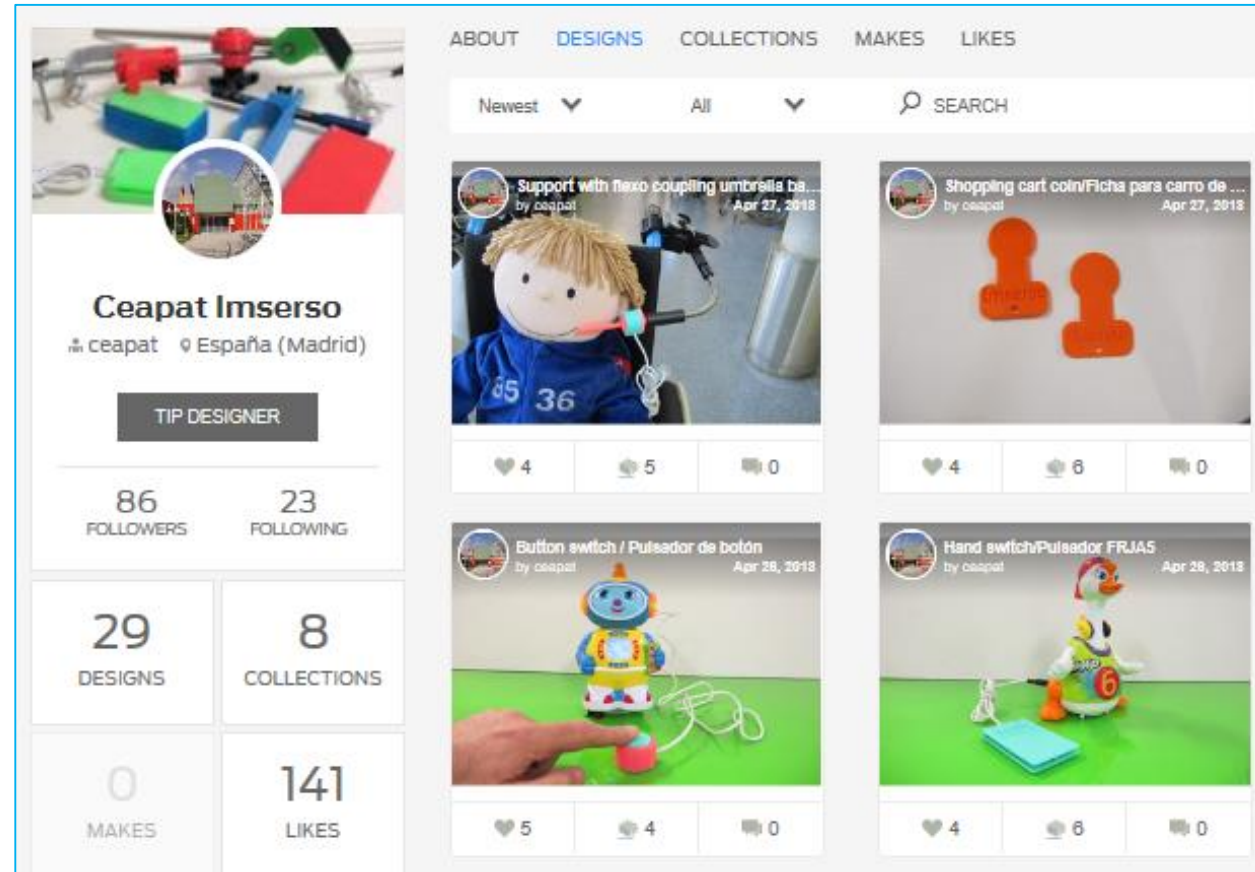 ABOUT DESIGNS COLLECTIONS MAKES LIKES
Newest All SEARCH
Ceapat Imserso
ceapat España (Madrid)
TIP DESIGNER
86 23
FOLLOWERS FOLLOWING
29 8
DESIGNS COLLECTIONS
0 141
MAKES LIKES
Support with flexo coupling umbrella ba...
by ceapat Apr 27, 2018
85 36
4 5 0
Shopping cart coin/Ficha para carro de ...
by ceapat Apr 27, 2018
Imserso
4 6 0
Button switch / Pulsador de botón
by ceapat Apr 26, 2018
5 4 0
Hand switch/Pulsador FRJA5
by ceapat Apr 26, 2018
6
4 6 0